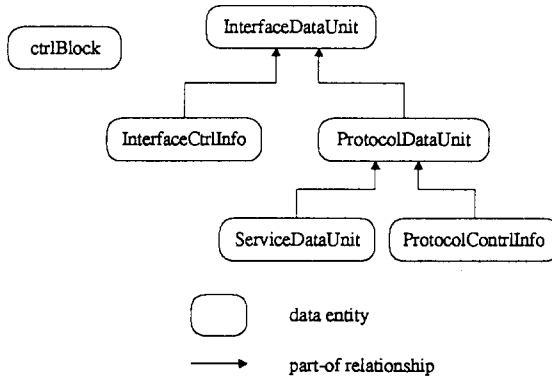 InterfaceDataUnit
ctrlBlock
InterfaceCtrlInfo
ProtocolDataUnit
ServiceDataUnit
ProtocolContrlInfo
data entity
part-of relationship